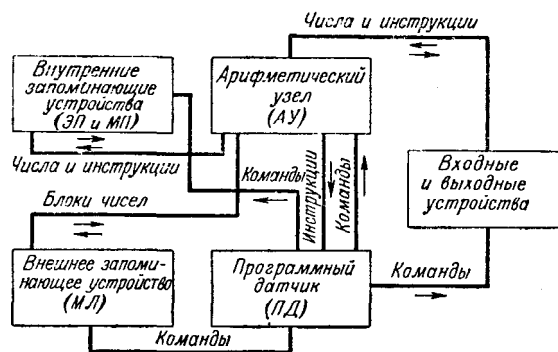 Числа и инструкции
Внутренние
запоминающие
устройства
(ЭП и МП)
Арифметический
узел
(АУ)
Числа и инструкции
Команды
Инструкции
Команды
Входные
и выходные
устройства
Блоки чисел
Внешнее запоми-
нающее устройство
(МЛ)
Программный
датчик
(ПД)
Команды
Команды